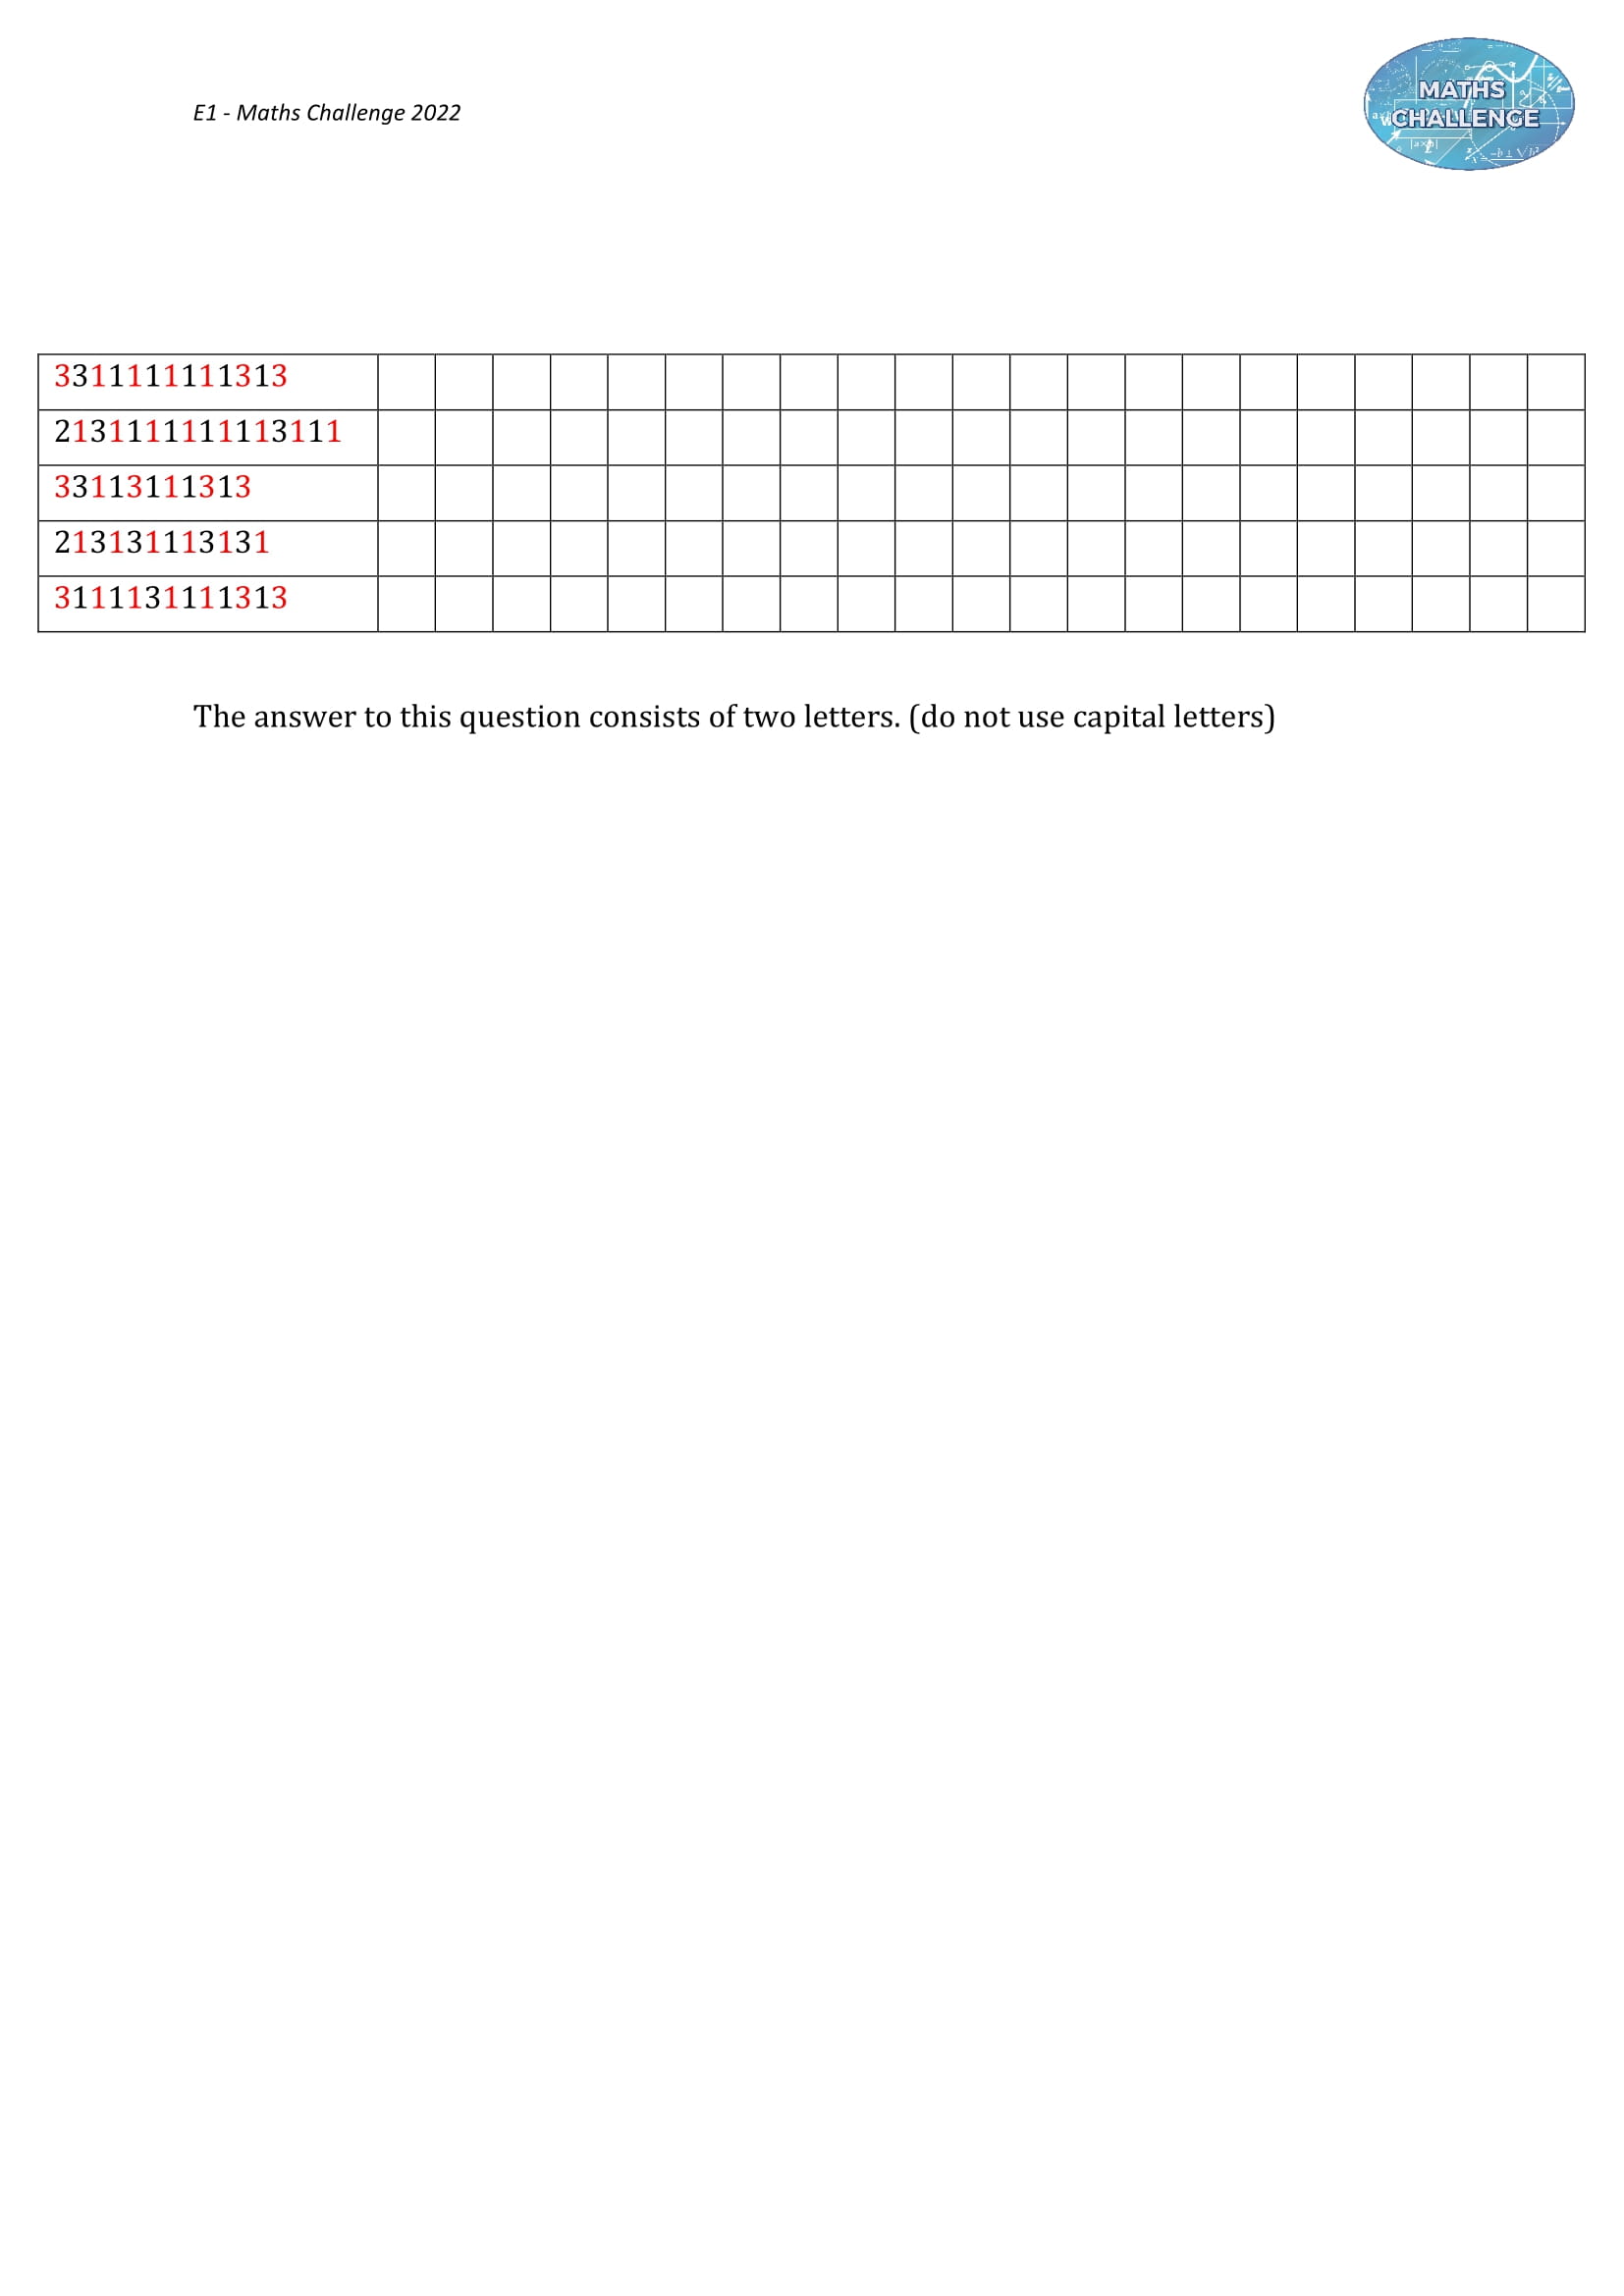 E1 - Maths Challenge 2022
MATHS
CHALLENGE
3311111111313
2131111111113111
33113111313
213131113131
3111131111313
The answer to this question consists of two letters. (do not use capital letters)